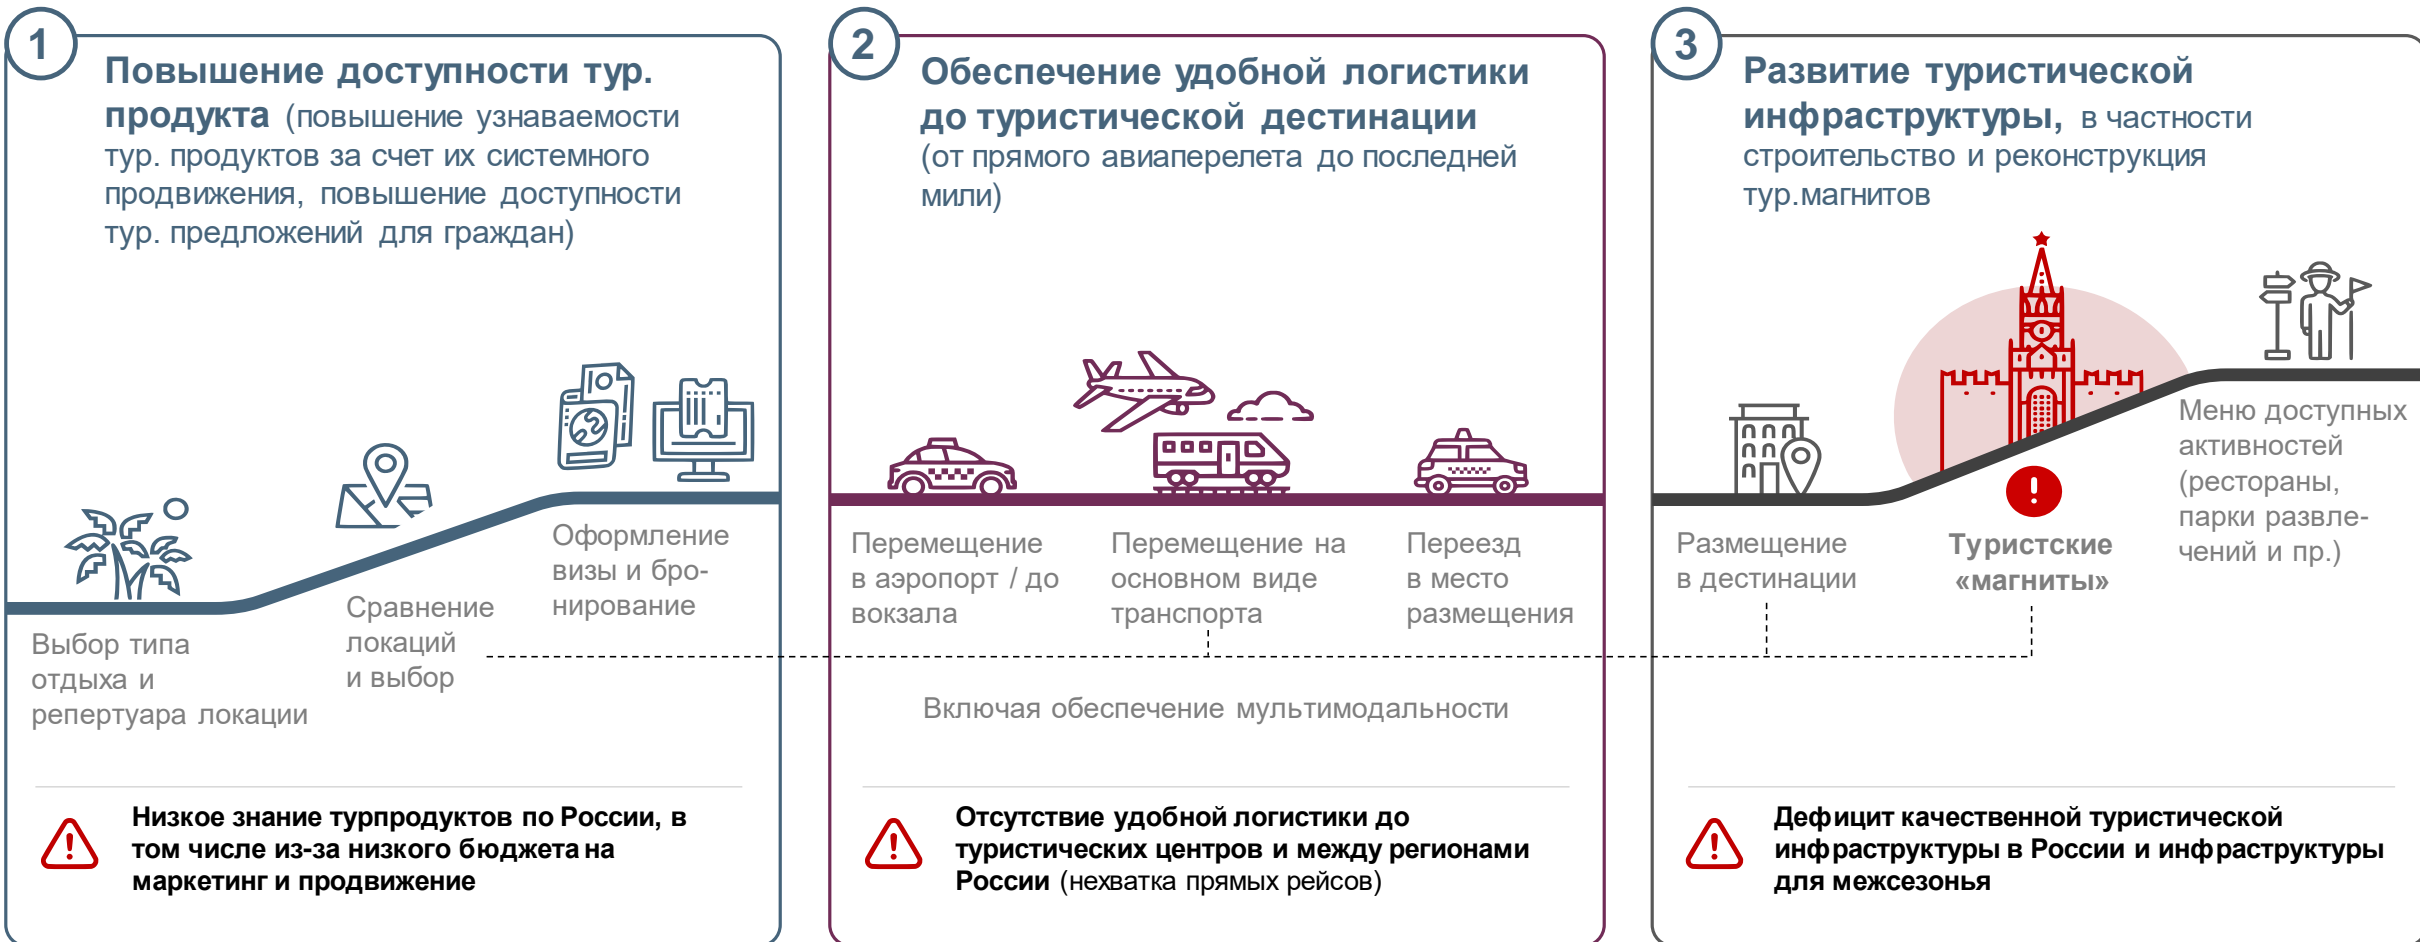 1
Повышение доступности тур.
продукта (повышение узнаваемости
тур. продуктов за счет их системного
продвижения, повышение доступности
тур. предложений для граждан)
Выбор типа
отдыха и
репертуара локации
Сравнение
локаций
и выбор
Оформление
визы и бро-
нирование
Низкое знание турпродуктов по России, в
том числе из-за низкого бюджета на
маркетинг и продвижение
2
Обеспечение удобной логистики
до туристической дестинации
(от прямого авиаперелета до последней
мили)
Перемещение
в аэропорт / до
вокзала
Перемещение на
основном виде
транспорта
Переезд
в место
размещения
Включая обеспечение мультимодальности
Отсутствие удобной логистики до
туристических центров и между регионами
России (нехватка прямых рейсов)
3
Развитие туристической
инфраструктуры, в частности
строительство и реконструкция
тур.магнитов
Размещение
в дестинации
Туристские
«магниты»
Меню доступных
активностей
(рестораны,
парки развле-
чений и пр.)
Дефицит качественной туристической
инфраструктуры в России и инфраструктуры
для межсезонья